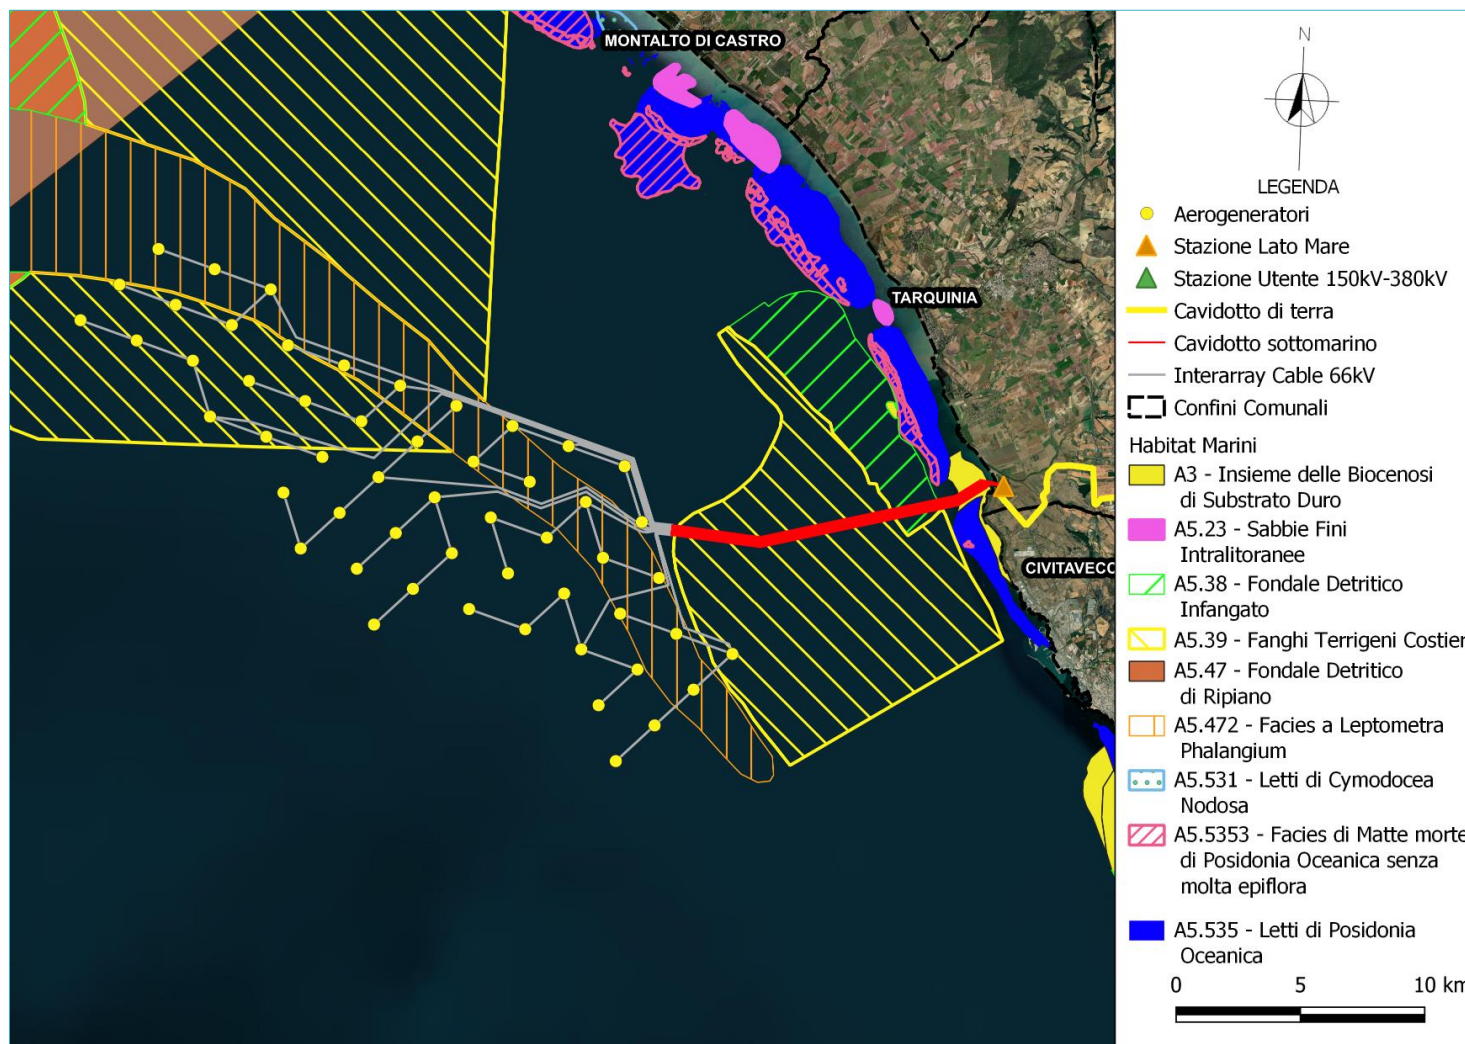 MONTALTO DI CASTRO
TARQUINIA
CIVITAVECC
N
LEGENDA
Aerogeneratori
Stazione Lato Mare
Stazione Utente 150kV-380kV
Cavidotto di terra
Cavidotto sottomarino
Interarray Cable 66kV
Confini Comunali
Habitat Marini
A3 - Insieme delle Biocenosi
di Substrato Duro
A5.23 - Sabbie Fini
Intralitoranee
A5.38 - Fondale Detritico
Infangato
A5.39 - Fanghi Terrigeni Costier
A5.47 - Fondale Detritico
di Ripiano
A5.472 - Facies a Leptometra
Phalangium
A5.531 - Letti di Cymodocea
Nodosa
A5.5353 - Facies di Matte morte
di Posidonia Oceanica senza
molta epiflora
A5.535 - Letti di Posidonia
Oceanica
0 5 10 km